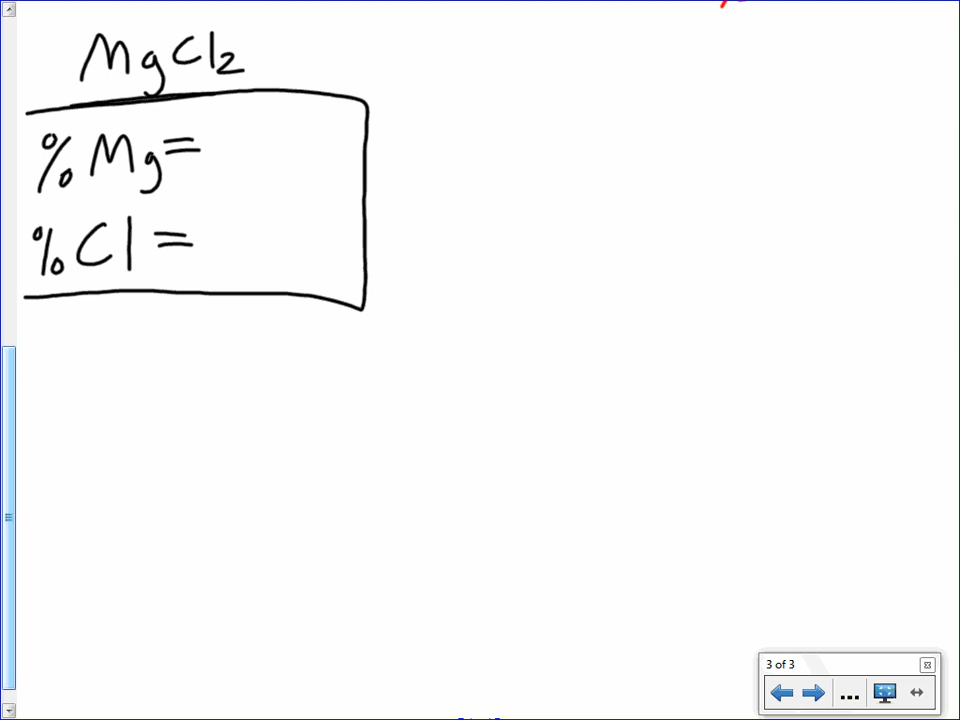 MgCl2
% Mg=
% Cl =
3 of 3
...